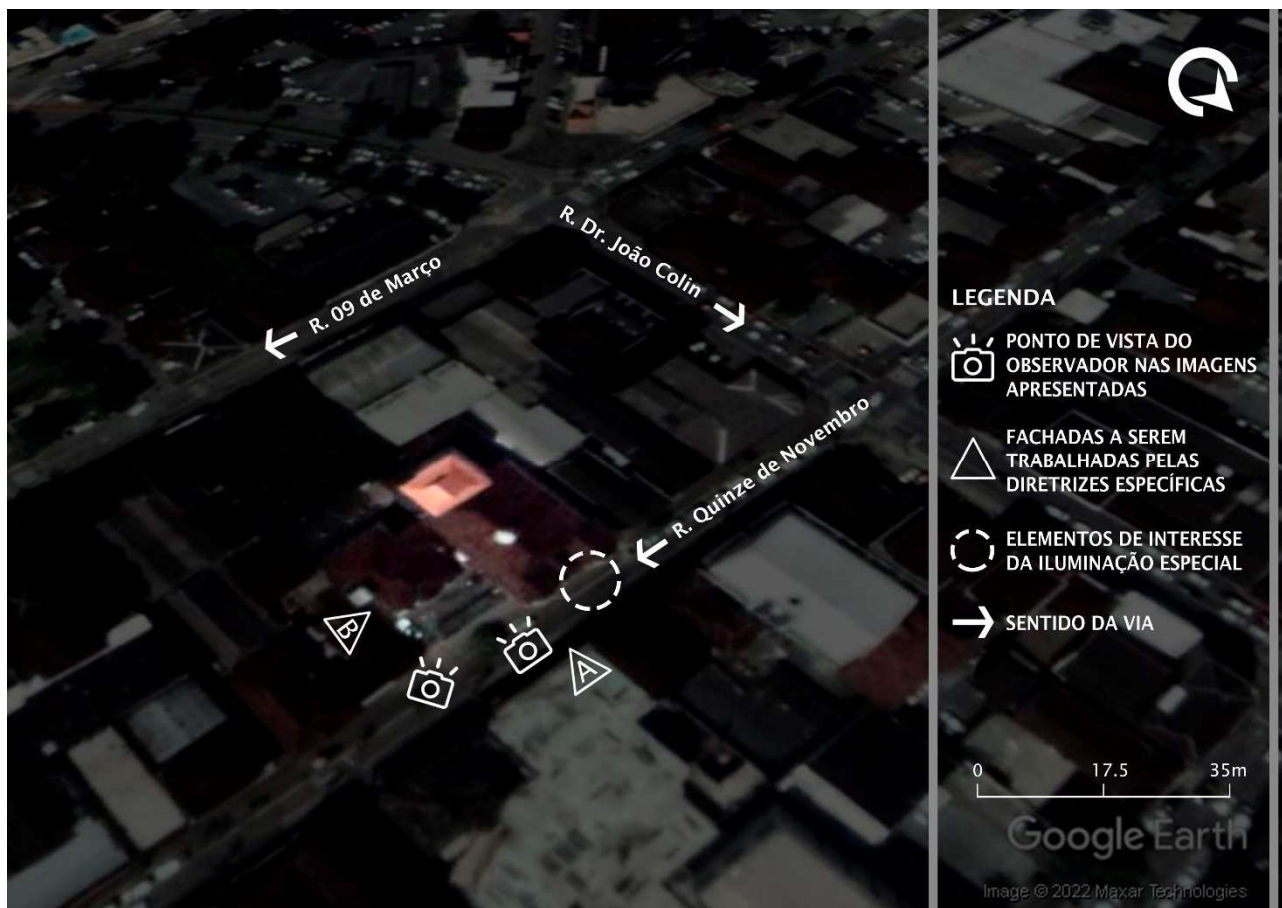 R. Dr. João Colin
R. 09 de Março
R. Quinze de Novembro
B
A
LEGENDA
PONTO DE VISTA DO
OBSERVADOR NAS IMAGENS
APRESENTADAS
FACHADAS A SEREM
TRABALHADAS PELAS
DIRETRIZES ESPECÍFICAS
ELEMENTOS DE INTERESSE
DA ILUMINAÇÃO ESPECIAL
SENTIDO DA VIA
0 17.5 35m
Google Earth
Image © 2022 Maxar Technologies